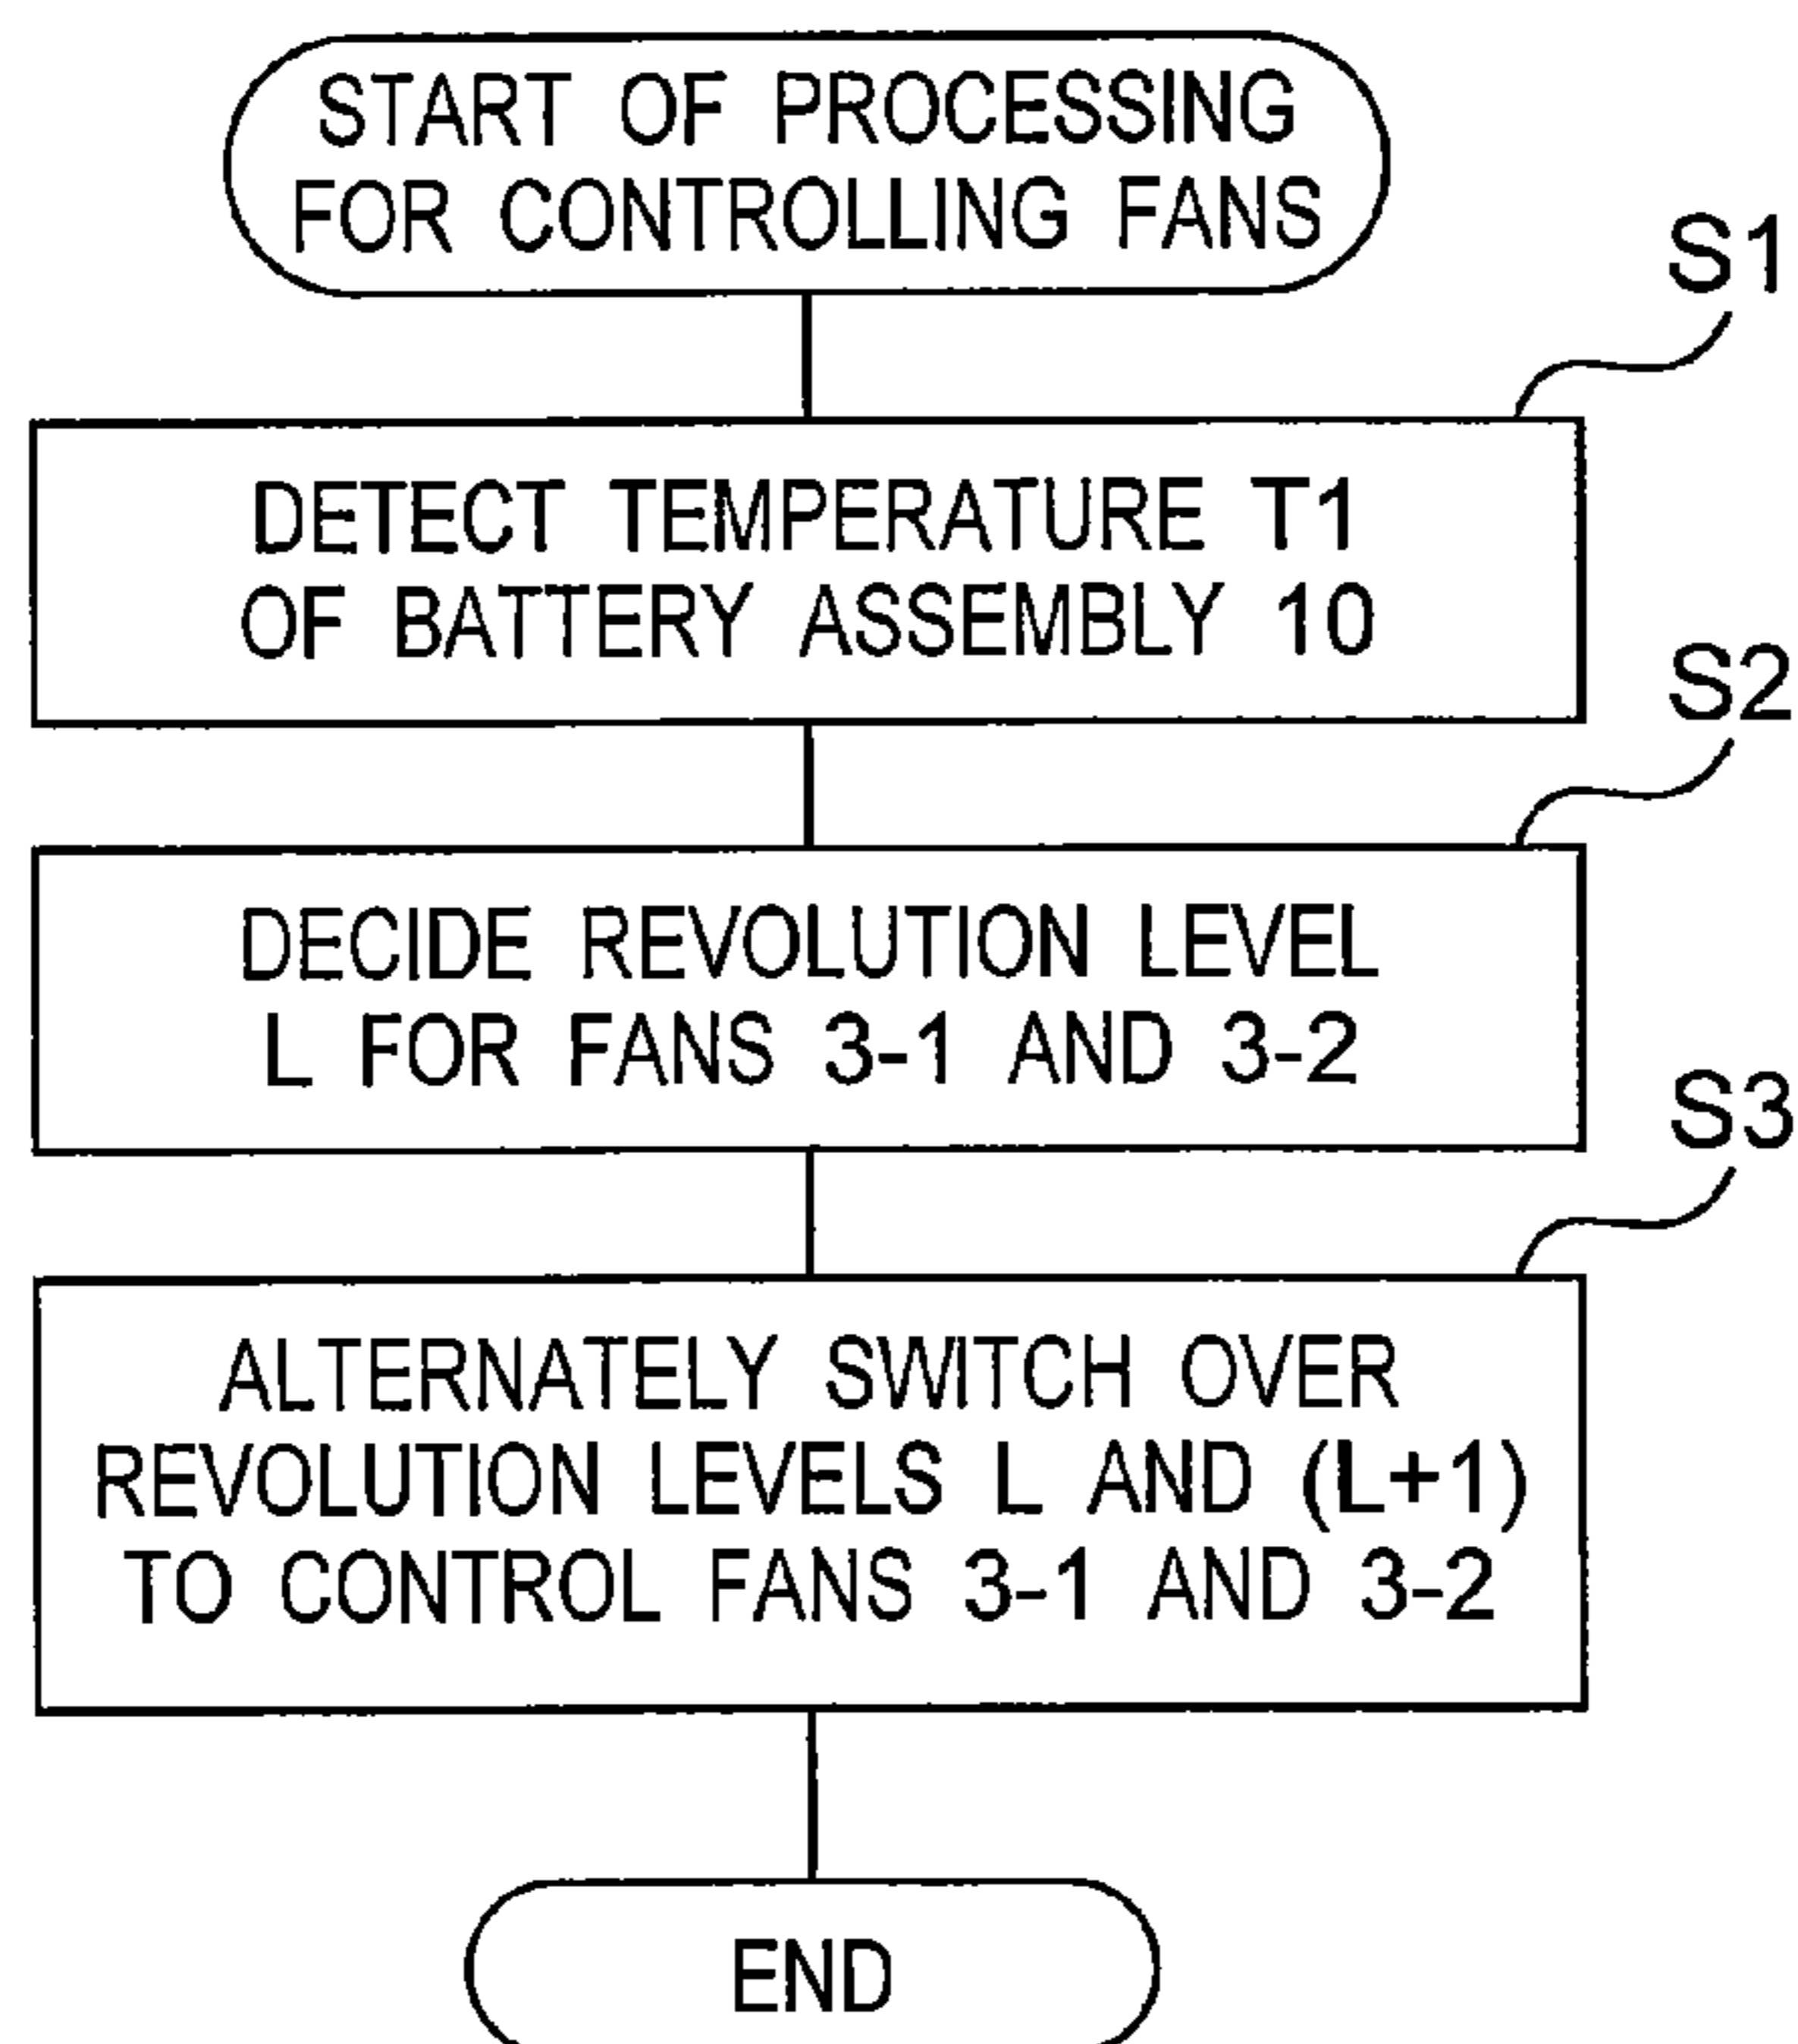 START OF PROCESSING
FOR CONTROLLING FANS
S1
DETECT TEMPERATURE T1
OF BATTERY ASSEMBLY 10
S2
DECIDE REVOLUTION LEVEL
L FOR FANS 3-1 AND 3-2
S3
ALTERNATELY SWITCH OVER
REVOLUTION LEVELS L AND (L+1)
TO CONTROL FANS 3-1 AND 3-2
END